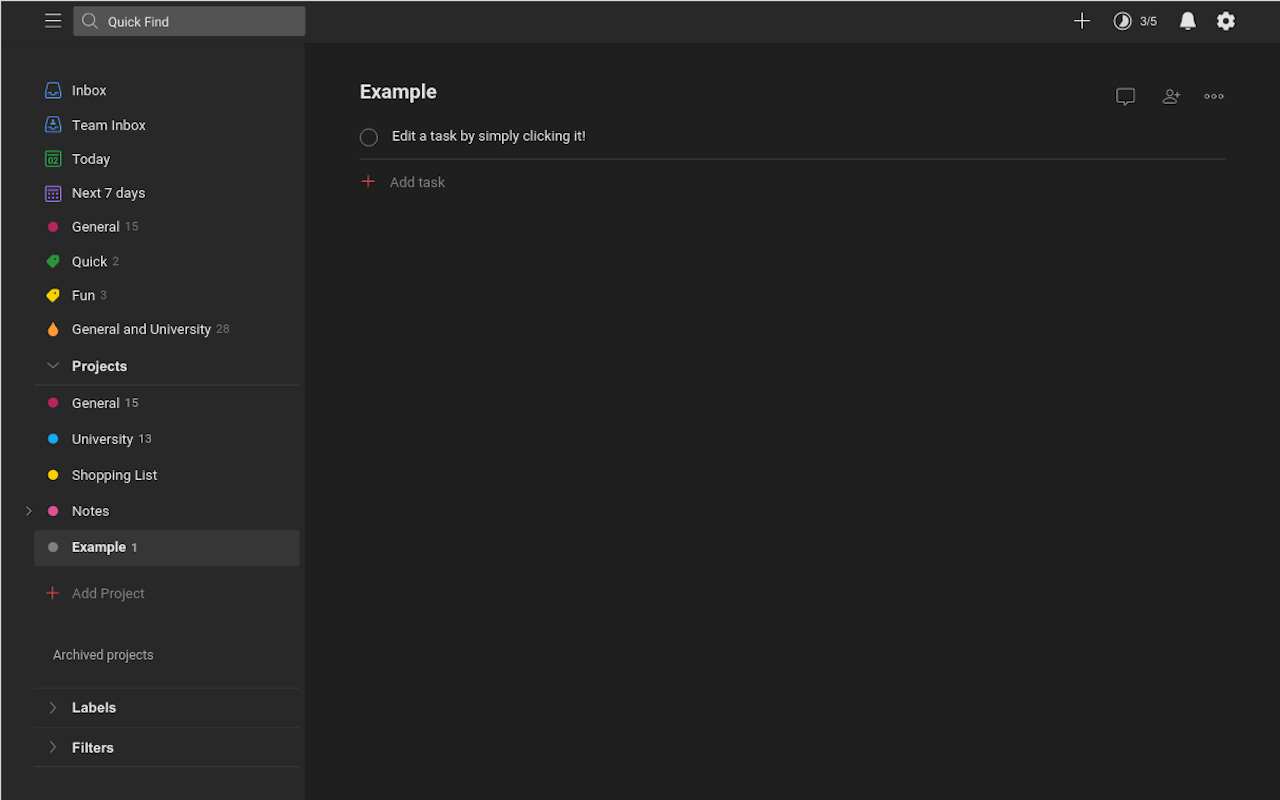 Quick Find
3/5
Inbox
Team Inbox
02
Today
Next 7 days
General 15
Quick 2
Fun 3
General and University 28
Projects
General 15
University 13
Shopping List
Notes
Example 1
Add Project
Archived projects
Labels
Filters
Example
Edit a task by simply clicking it!
Add task